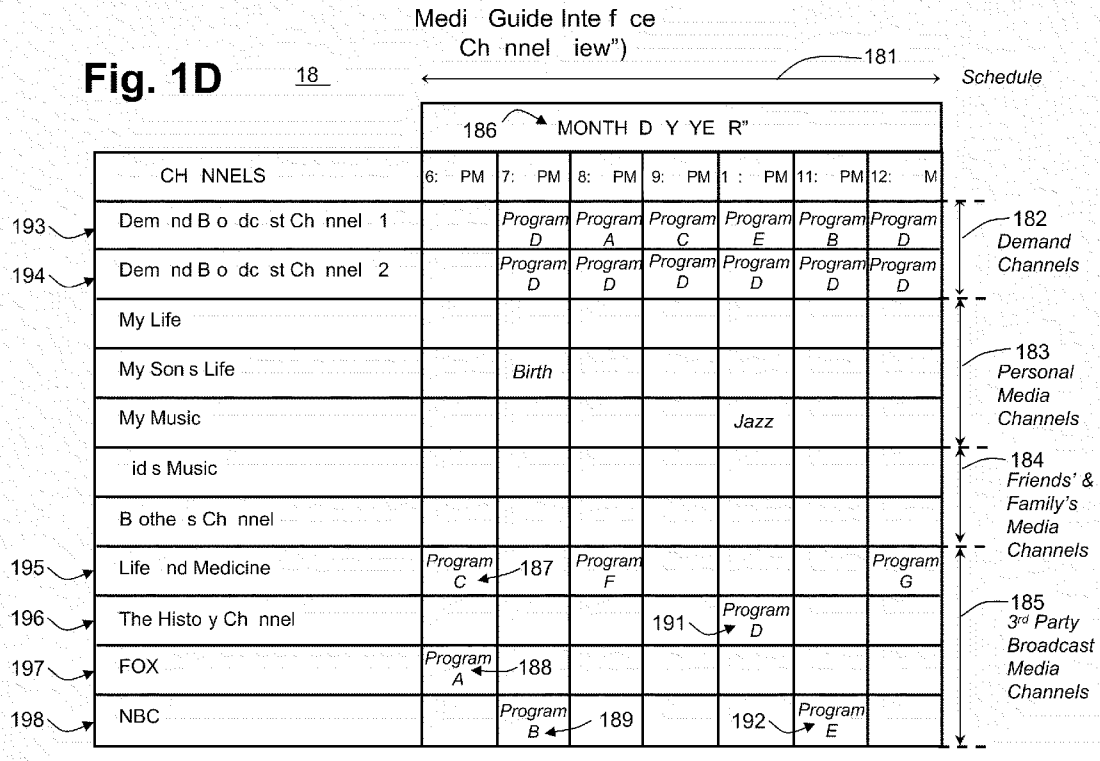 Medi Guide Inte f ce
Ch nnel iew")
Fig. 1D
18
181
Schedule
186
MONTH D Y YE R"
CH NNELS
6: PM 7: PM 8: PM 9: PM 1 : PM 11: PM 12: M
193
Dem nd B o dc st Ch nnel 1
Program D
Program A
Program C
Program E
Program B
Program D
182
Demand
Channels
194
Dem nd B o dc st Ch nnel 2
Program D
Program D
Program D
Program D
Program D
Program D
My Life
183
Personal
Media
Channels
My Son s Life
Birth
My Music
Jazz
id s Music
184
Friends' &
Family's
Media
Channels
B othe s Ch nnel
195
Life nd Medicine
Program C
187
Program F
Program G
196
The Histo y Ch nnel
191
Program D
185
3rd Party
Broadcast
Media
Channels
197
FOX
Program A
188
198
NBC
Program B
189
192
Program E